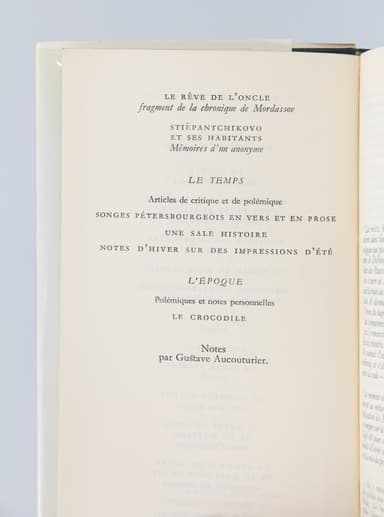 LE RÊVE DE L'ONCLE
fragment de la chronique de Mordassov
STIÉPANTCHIKOVO
ET SES HABITANTS
Mémoires d'un anonyme
LE TEMPS
Articles de critique et de polémique
SONGES PÉTERSBOURGEOIS EN VERS ET EN PROSE
UNE SALE HISTOIRE
NOTES D'HIVER SUR DES IMPRESSIONS D'ÉTÉ
L'ÉPOQUE
Polémiques et notes personnelles
LE CROCODILE
Notes
par Gustave Aucouturier.